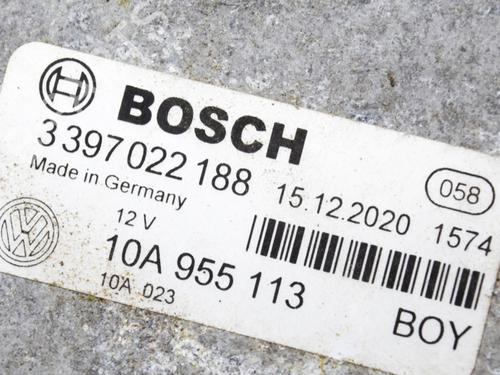 BOSCH
3 397 022 188
058
Made in Germany
15.12.2020
1574
12 V
10A 955 113
10A 023
BOY